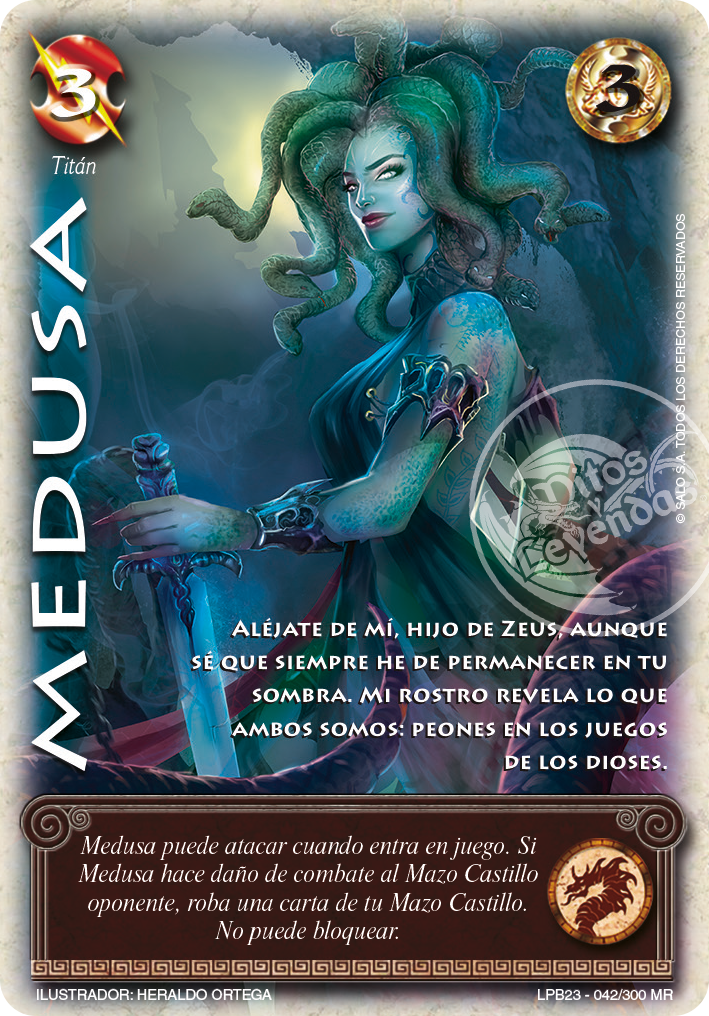 3
3
Titán
MEDUSA
© SALO S.A. TODOS LOS DERECHOS RESERVADOS
Mitos
y
Leyendas
Aléjate de mí, hijo de Zeus, aunque
sé que siempre he de permanecer en tu
sombra. Mi rostro revela lo que
ambos somos: peones en los juegos
de los dioses.
Medusa puede atacar cuando entra en juego. Si
Medusa hace daño de combate al Mazo Castillo
oponente, roba una carta de tu Mazo Castillo.
No puede bloquear.
ILUSTRADOR: HERALDO ORTEGA
LPB23 - 042/300 MR